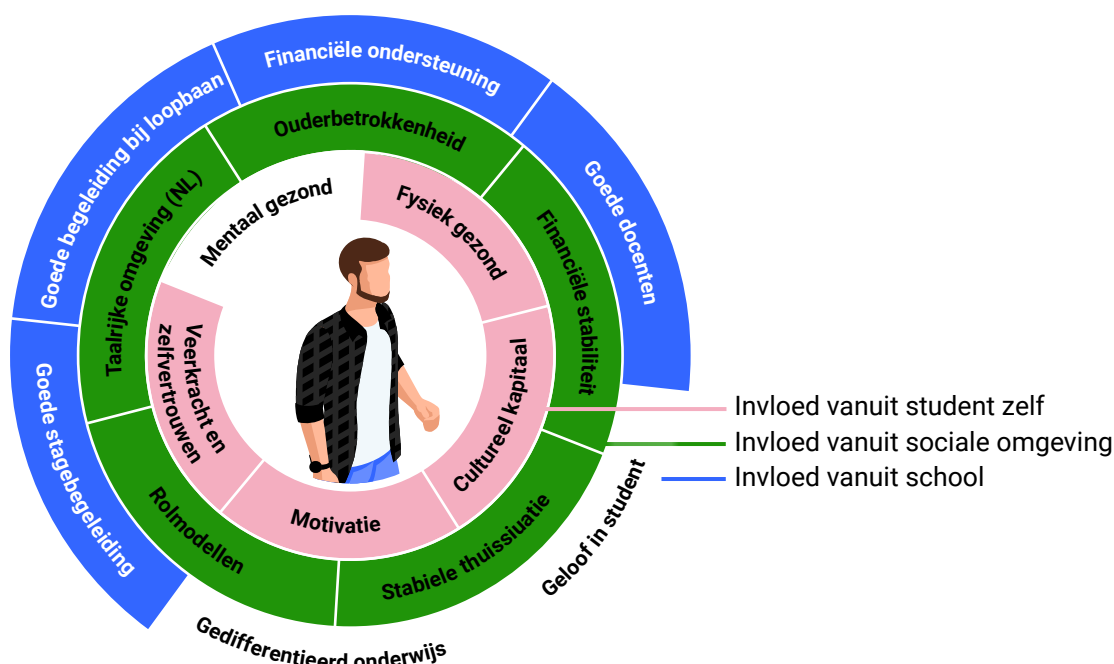 Financiële ondersteuning
Goede docenten
Geloof in student
Gedifferentieerd onderwijs
Goede stagebegeleiding
Goede begeleiding bij loopbaan
Ouderbetrokkenheid
Financiële stabiliteit
Stabiele thuissiuatie
Rolmodellen
Taalrijke omgeving (NL)
Mentaal gezond
Fysiek gezond
Cultureel kapitaal
Motivatie
Veerkracht en
zelfvertrouwen
Invloed vanuit student zelf
Invloed vanuit sociale omgeving
Invloed vanuit school